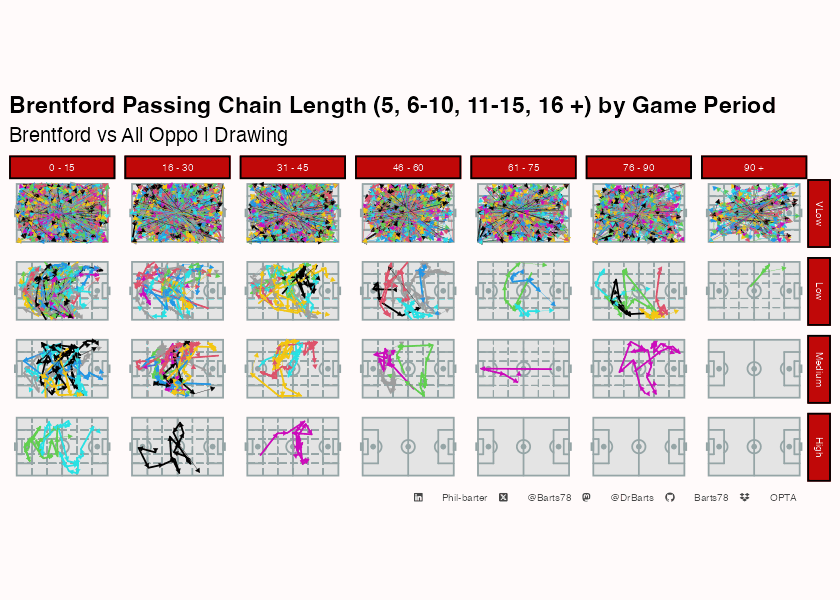 Brentford Passing Chain Length (5, 6-10, 11-15, 16 +) by Game Period
Brentford vs All Oppo | Drawing
0 - 15 16 - 30 31 - 45 46 - 60 61 - 75 76 - 90 90 +
VLow
Low
Medium
High
Phil-barter @Barts78 @DrBarts Barts78 OPTA